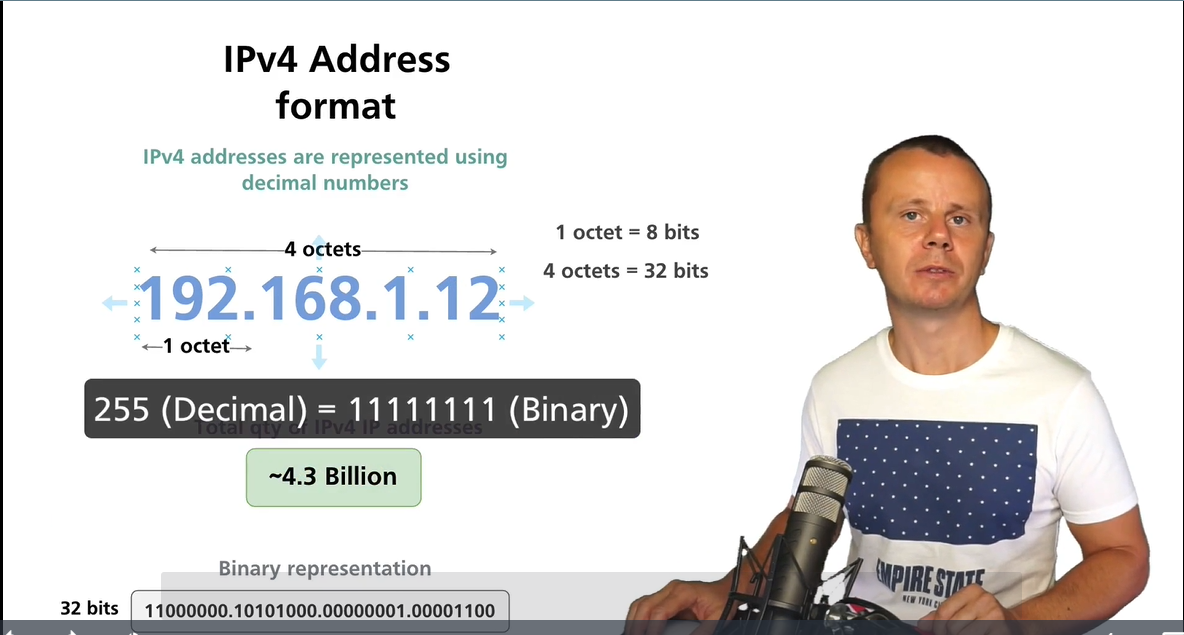 IPv4 Address
format
IPv4 addresses are represented using
decimal numbers
4 octets
1 octet = 8 bits
4 octets = 32 bits
192.168.1.12
1 octet
255 (Decimal) = 11111111 (Binary)
Total qty of IPv4 IP addresses
~4.3 Billion
Binary representation
32 bits
11000000.10101000.00000001.00001100
EMPIRE STATE
NEW YORK